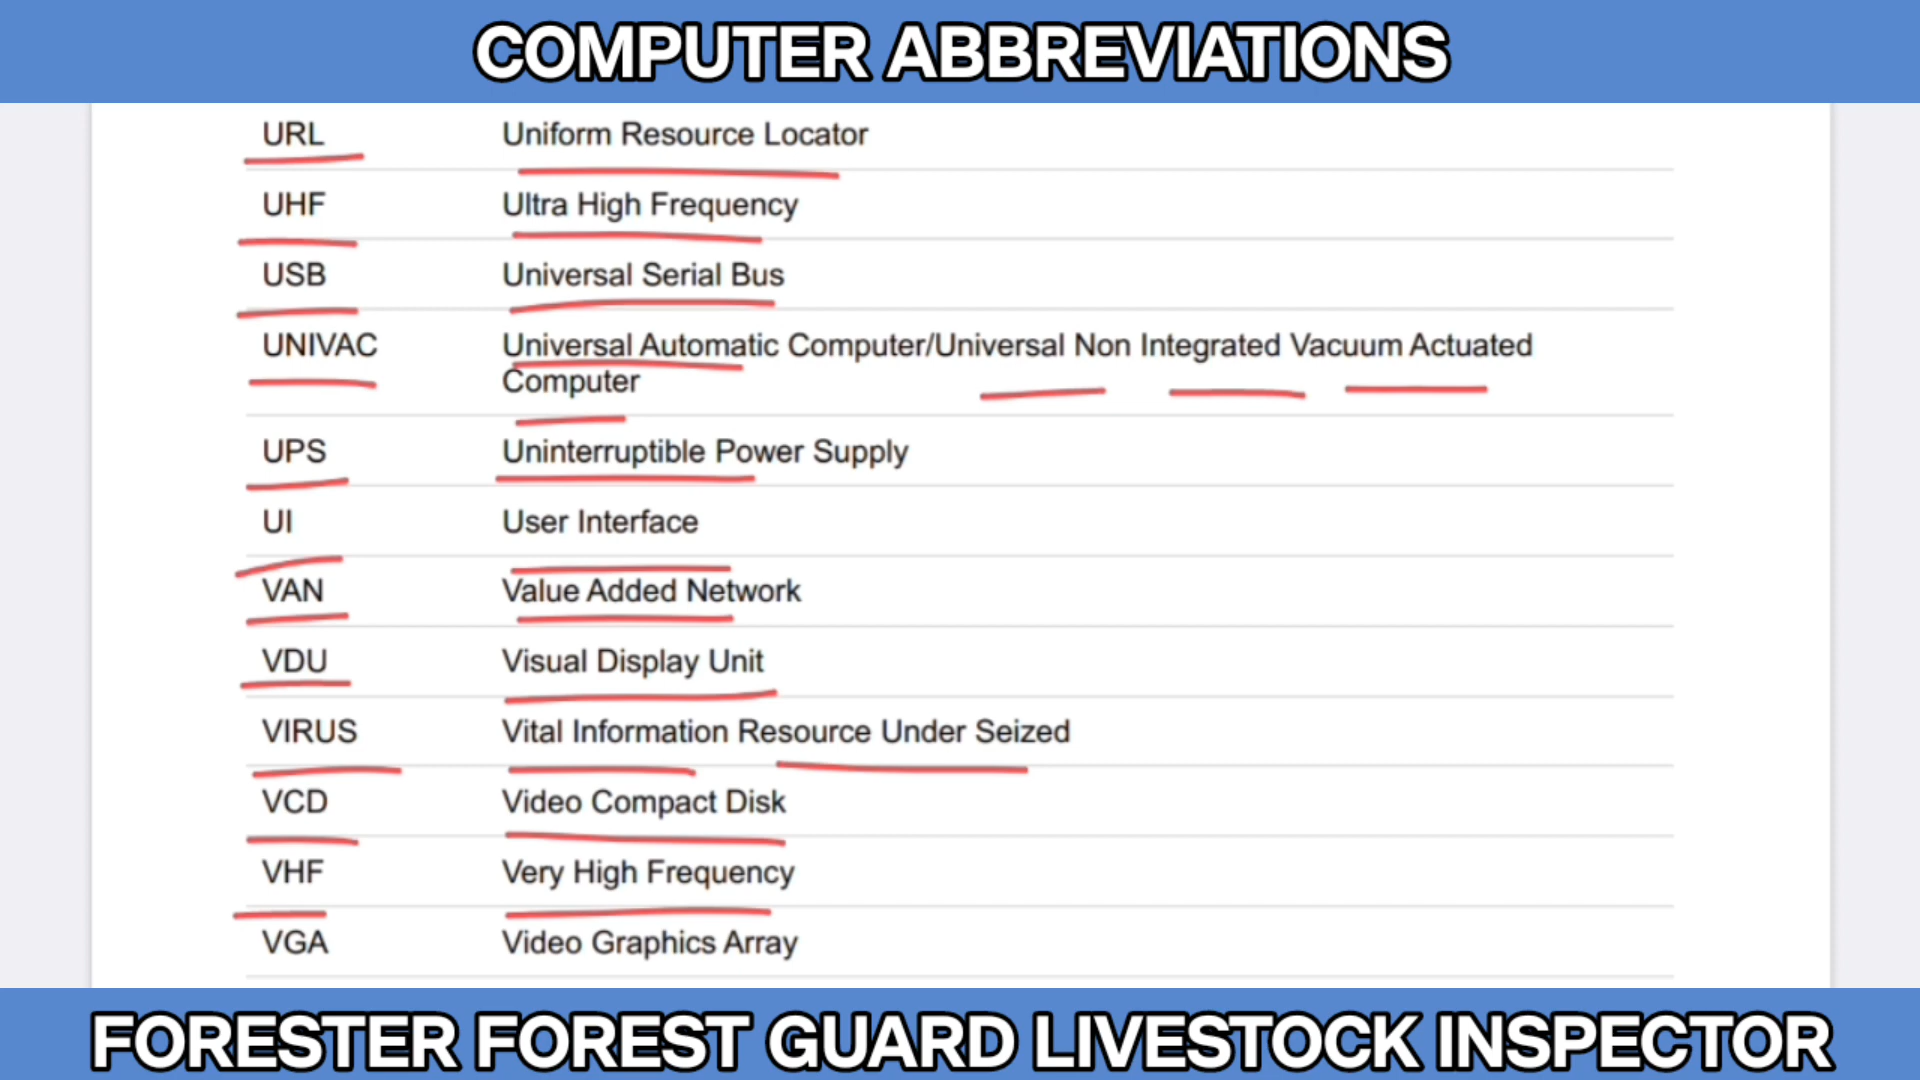 COMPUTER ABBREVIATIONS
URL Uniform Resource Locator
UHF Ultra High Frequency
USB Universal Serial Bus
UNIVAC Universal Automatic Computer/Universal Non Integrated Vacuum Actuated
Computer
UPS Uninterruptible Power Supply
UI User Interface
VAN Value Added Network
VDU Visual Display Unit
VIRUS Vital Information Resource Under Seized
VCD Video Compact Disk
VHF Very High Frequency
VGA Video Graphics Array
FORESTER FOREST GUARD LIVESTOCK INSPECTOR